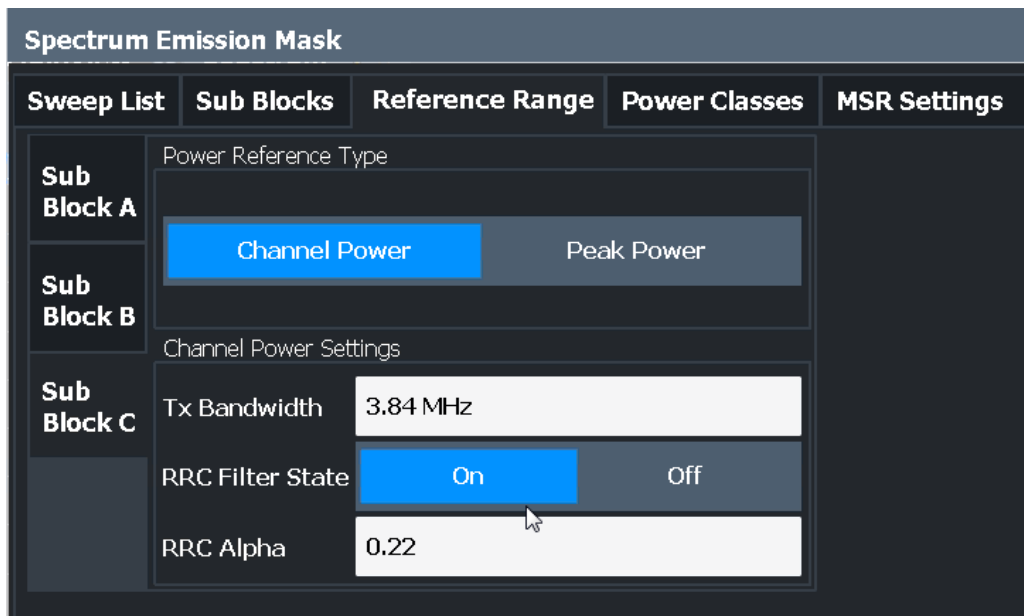 Spectrum Emission Mask
Sweep List Sub Blocks Reference Range Power Classes MSR Settings
Sub
Block A
Power Reference Type
Channel Power Peak Power
Sub
Block B
Channel Power Settings
Sub
Block C
Tx Bandwidth 3.84 MHz
RRC Filter State On Off
RRC Alpha 0.22